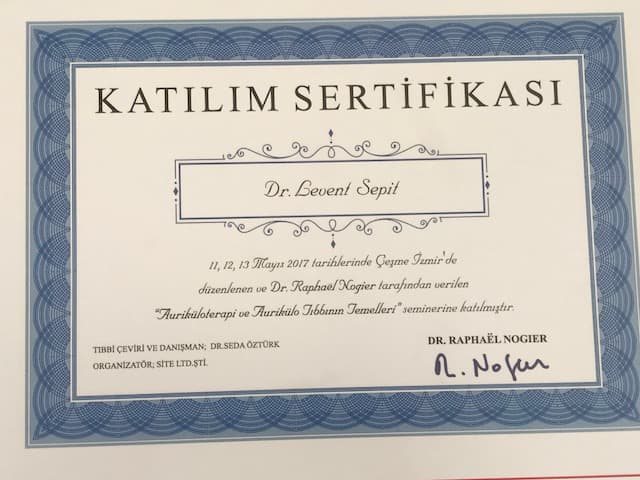 KATILIM SERTİFİKASI
Dr. Levent Sepit
11, 12, 13 Mayıs 2017 tarihlerinde Çeşme İzmir'de
düzenlenen ve Dr. Raphaël Nogier tarafından verilen
"Auriküloterapi ve Aurikülo Tıbbının Temelleri" seminerine katılmıştır.
TIBBİ ÇEVİRİ VE DANIŞMAN; DR.SEDA ÖZTÜRK
ORGANİZATÖR; SİTE LTD.ŞTİ.
DR. RAPHAËL NOGIER
R. Nogier